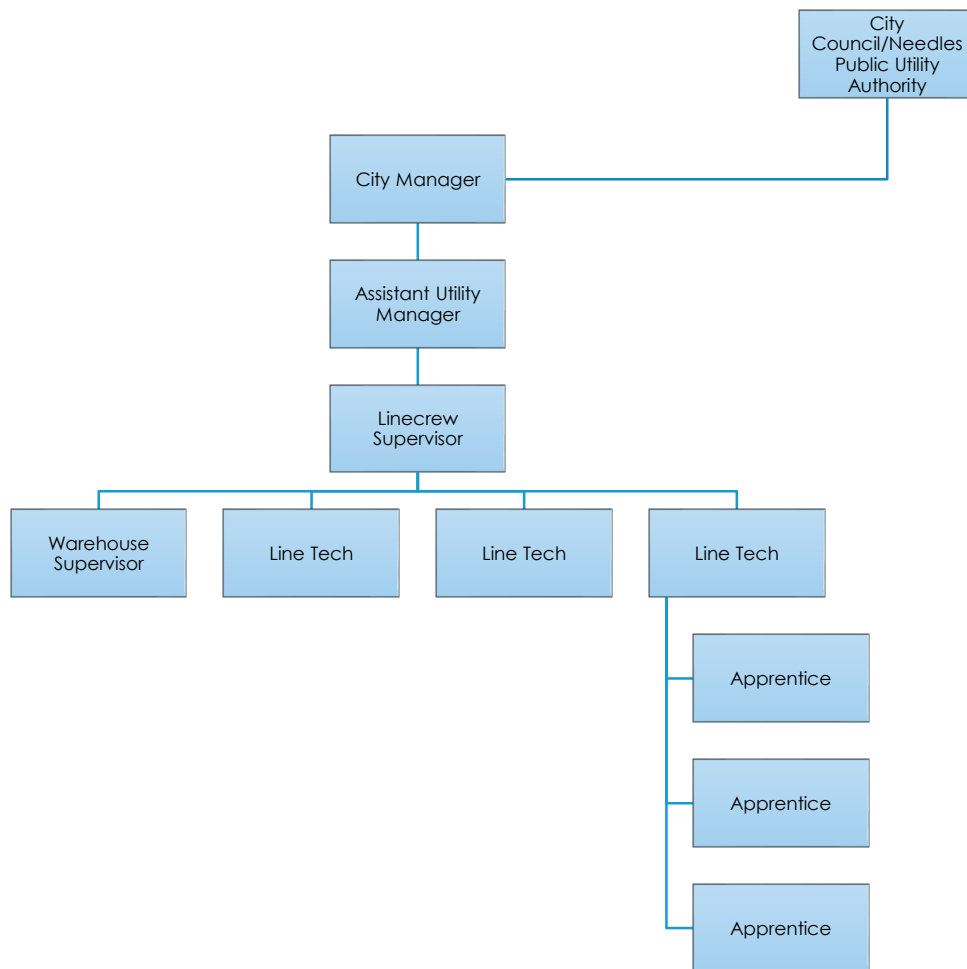 City
Council/Needles
Public Utility
Authority
City Manager
Assistant Utility
Manager
Linecrew
Supervisor
Warehouse
Supervisor
Line Tech
Line Tech
Line Tech
Apprentice
Apprentice
Apprentice